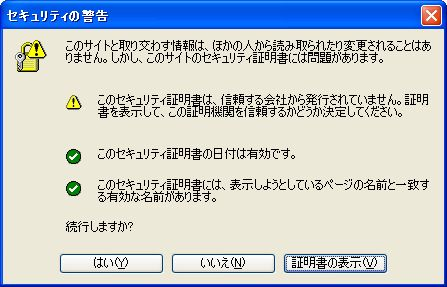 セキュリティの警告
このサイトと取り交わす情報は、ほかの人から読み取られたり変更されることはあ
りません。しかし、このサイトのセキュリティ証明書には問題があります。
このセキュリティ証明書は、信頼する会社から発行されていません。証明
書を表示して、この証明機関を信頼するかどうか決定してください。
このセキュリティ証明書の日付は有効です。
このセキュリティ証明書には、表示しようとしているページの名前と一致す
る有効な名前があります。
続行しますか?
はい(Y) いいえ(N) 証明書の表示(V)